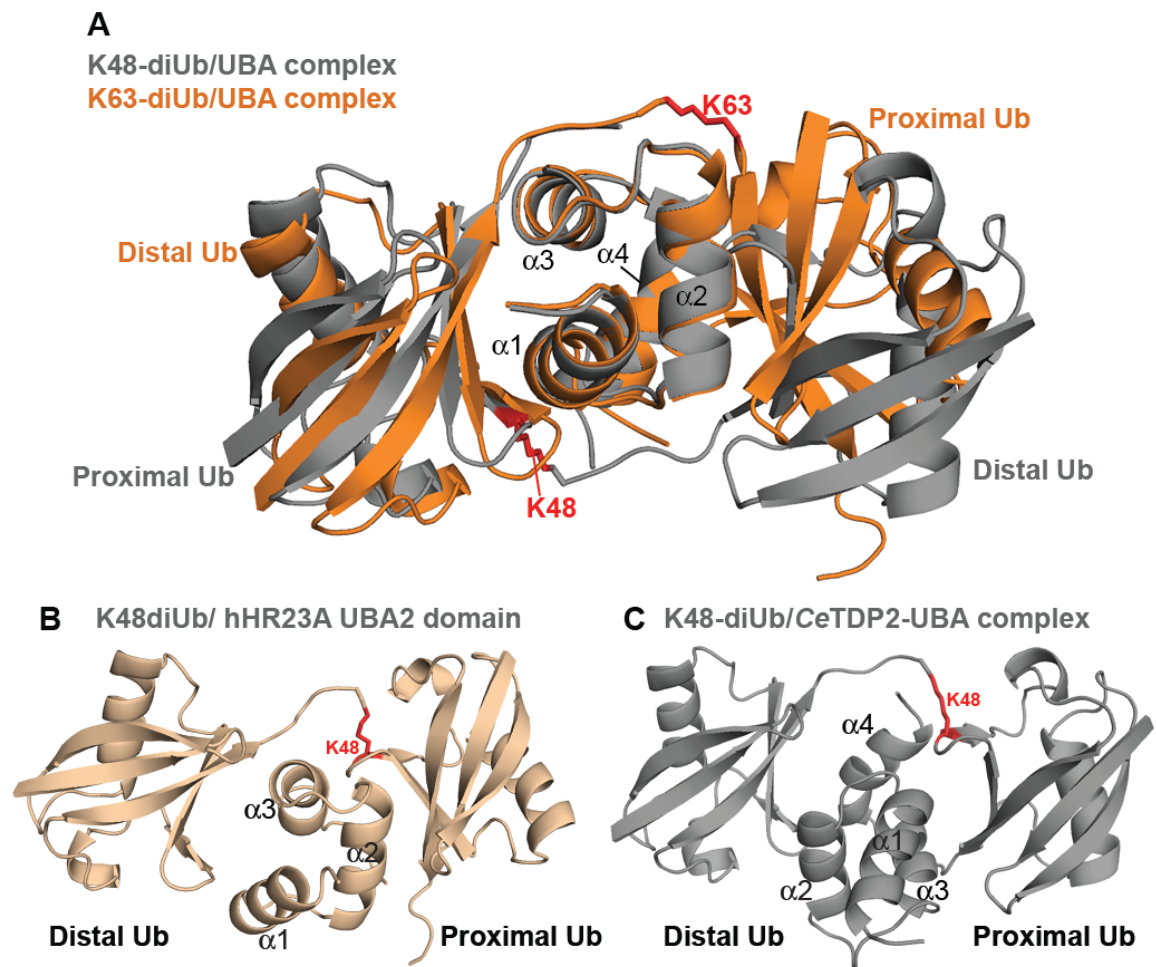 A
K48-diUb/UBA complex
K63-diUb/UBA complex
K63
Proximal Ub
Distal Ub
α3
α4
α2
α1
Proximal Ub
Distal Ub
K48
B K48diUb/ hHR23A UBA2 domain
K48
α3
α2
α1
Distal Ub
Proximal Ub
C K48-diUb/CeTDP2-UBA complex
K48
α4
α1
α2
α3
Distal Ub
Proximal Ub